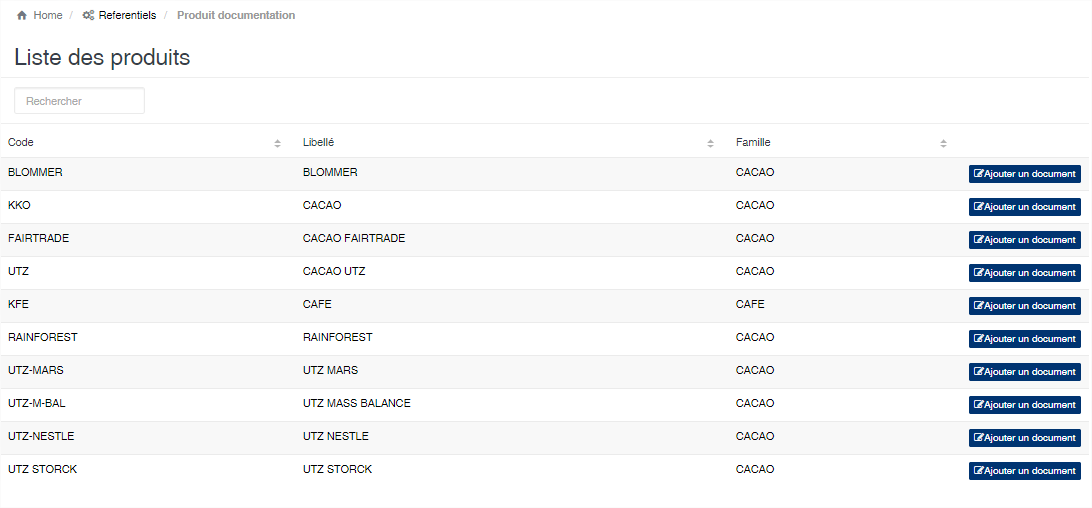 Home / Referentiels / Produit documentation
Liste des produits
Rechercher
Code Libellé Famille
BLOMMER BLOMMER CACAO Ajouter un document
KKO CACAO CACAO Ajouter un document
FAIRTRADE CACAO FAIRTRADE CACAO Ajouter un document
UTZ CACAO UTZ CACAO Ajouter un document
KFE CAFE CAFE Ajouter un document
RAINFOREST RAINFOREST CACAO Ajouter un document
UTZ-MARS UTZ MARS CACAO Ajouter un document
UTZ-M-BAL UTZ MASS BALANCE CACAO Ajouter un document
UTZ-NESTLE UTZ NESTLE CACAO Ajouter un document
UTZ STORCK UTZ STORCK CACAO Ajouter un document